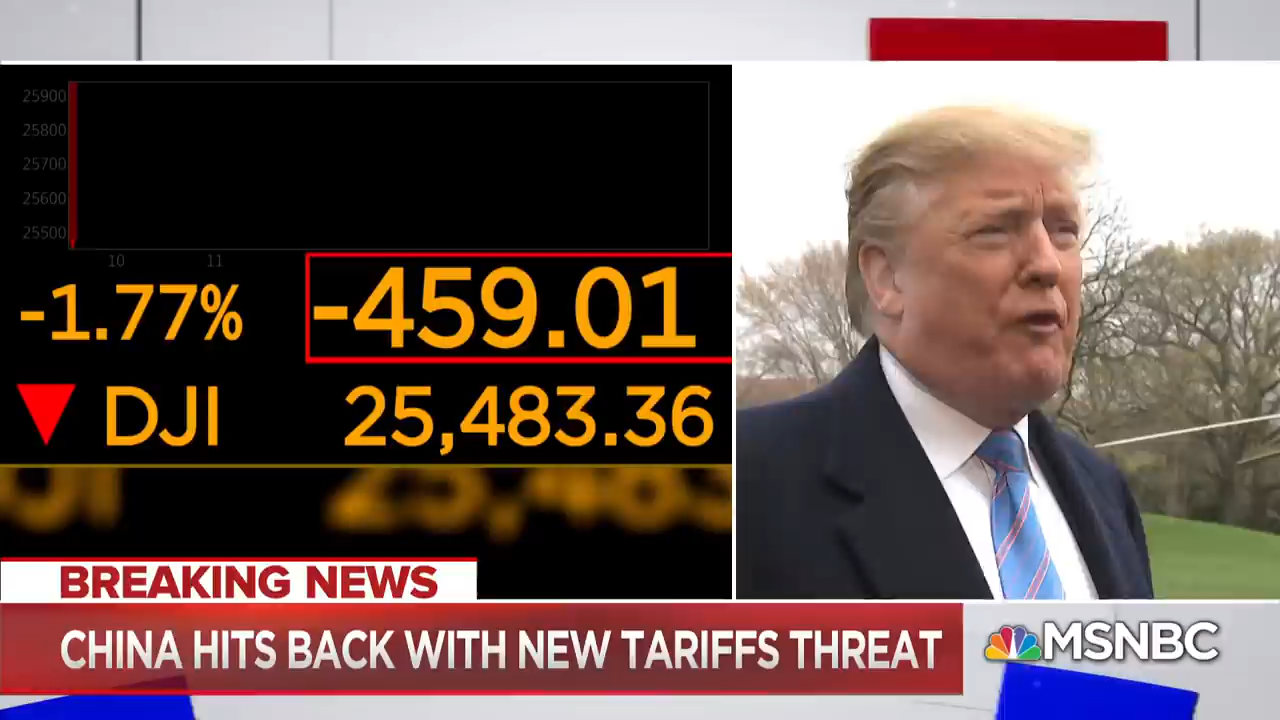 25900
25800
25700
25600
25500
10 11
-1.77% -459.01
DJI 25,483.36
BREAKING NEWS
CHINA HITS BACK WITH NEW TARIFFS THREAT
MSNBC